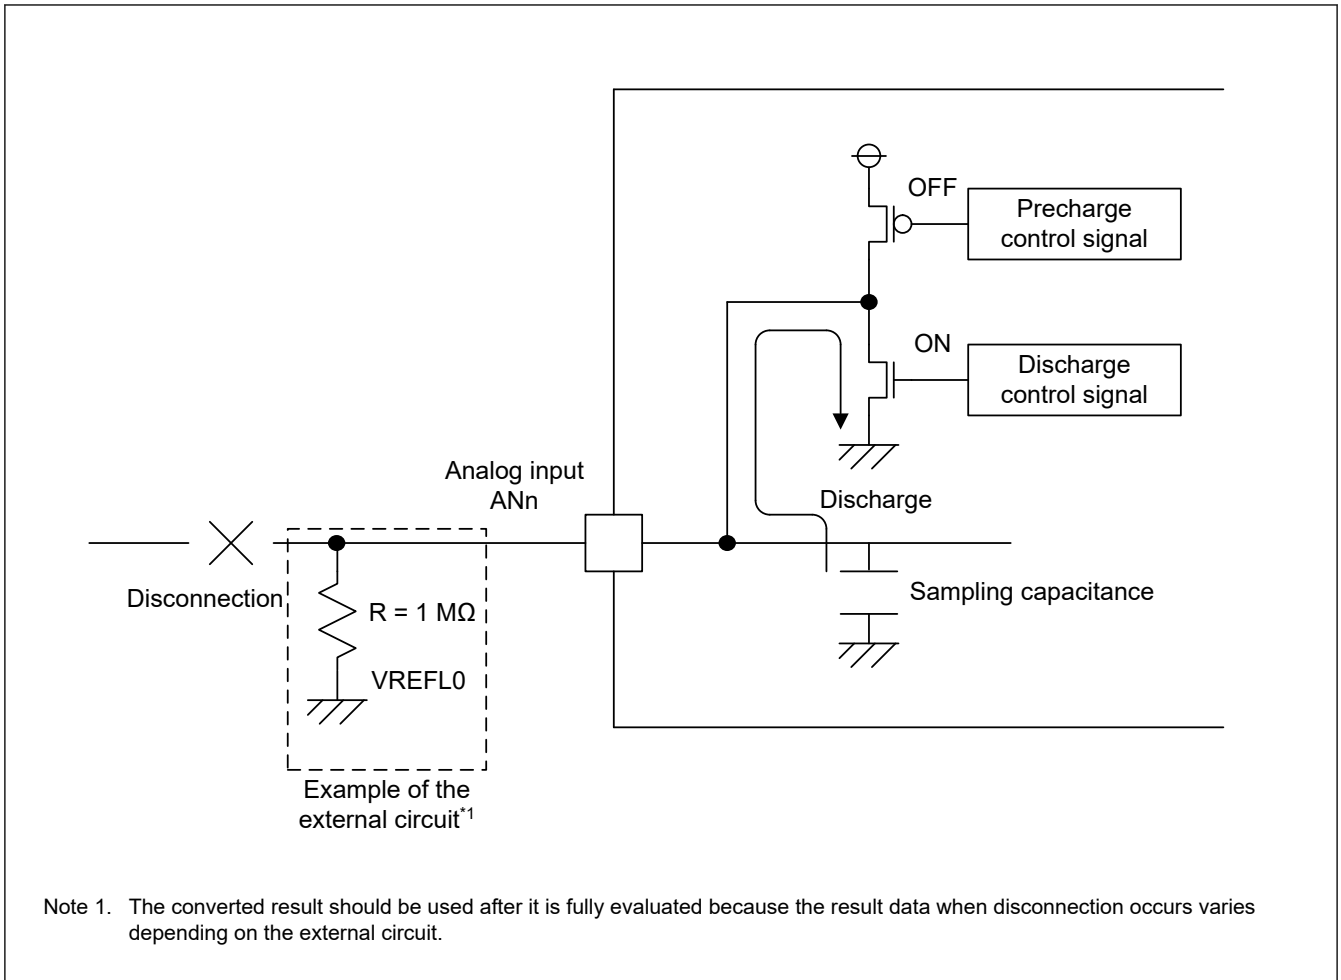 OFF
Precharge
control signal
ON
Discharge
control signal
Analog input
ANn
Discharge
Disconnection
R = 1 MΩ
Sampling capacitance
VREFL0
Example of the
external circuit*1
Note 1. The converted result should be used after it is fully evaluated because the result data when disconnection occurs varies
depending on the external circuit.